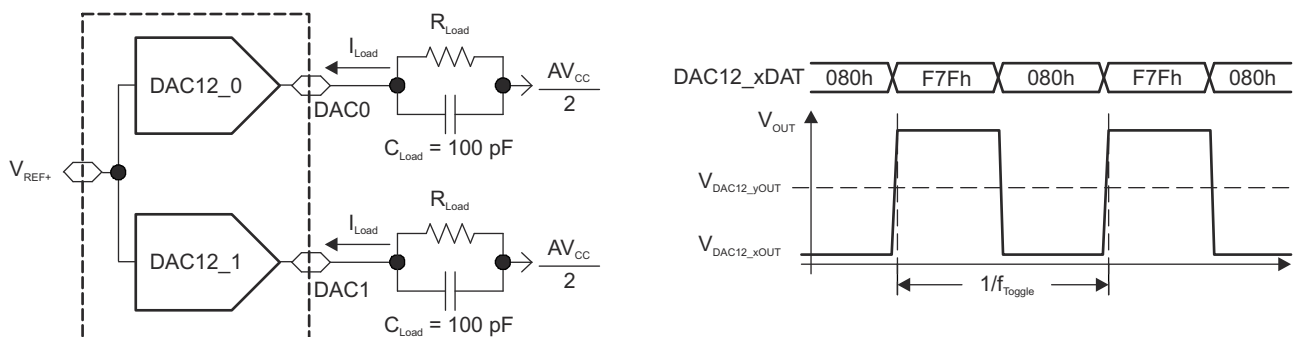 DAC12_0
I_Load
R_Load
DAC0
AV_CC
2
C_Load = 100 pF
V_REF+
DAC12_1
I_Load
R_Load
DAC1
AV_CC
2
C_Load = 100 pF
DAC12_xDAT 080h F7Fh 080h F7Fh 080h
V_OUT
V_DAC12_yOUT
V_DAC12_xOUT
1/f_Toggle